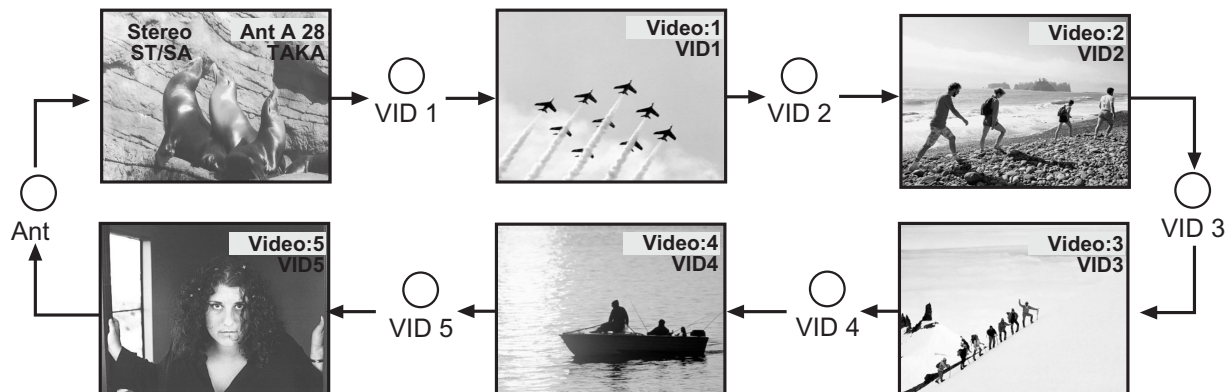 Stereo Ant A 28
ST/SA TAKA
VID 1
Video:1
VID1
VID 2
Video:2
VID2
VID 3
Video:3
VID3
VID 4
Video:4
VID4
VID 5
Video:5
VID5
Ant